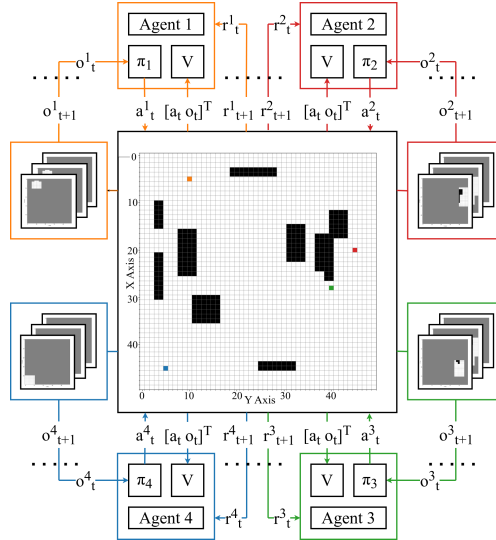 Agent 1 r¹ₜ r²ₜ Agent 2
o¹ₜ π₁ V V π₂ o²ₜ
o¹ₜ₊₁ a¹ₜ [aₜ oₜ]ᵀ r¹ₜ₊₁ r²ₜ₊₁ [aₜ oₜ]ᵀ a²ₜ o²ₜ₊₁
0
10
20
30
40
X Axis
0 10 20 30 40
Y Axis
o⁴ₜ₊₁ a⁴ₜ [aₜ oₜ]ᵀ r⁴ₜ₊₁ r³ₜ₊₁ [aₜ oₜ]ᵀ a³ₜ o³ₜ₊₁
o⁴ₜ π₄ V V π₃ o³ₜ
Agent 4 r⁴ₜ r³ₜ Agent 3